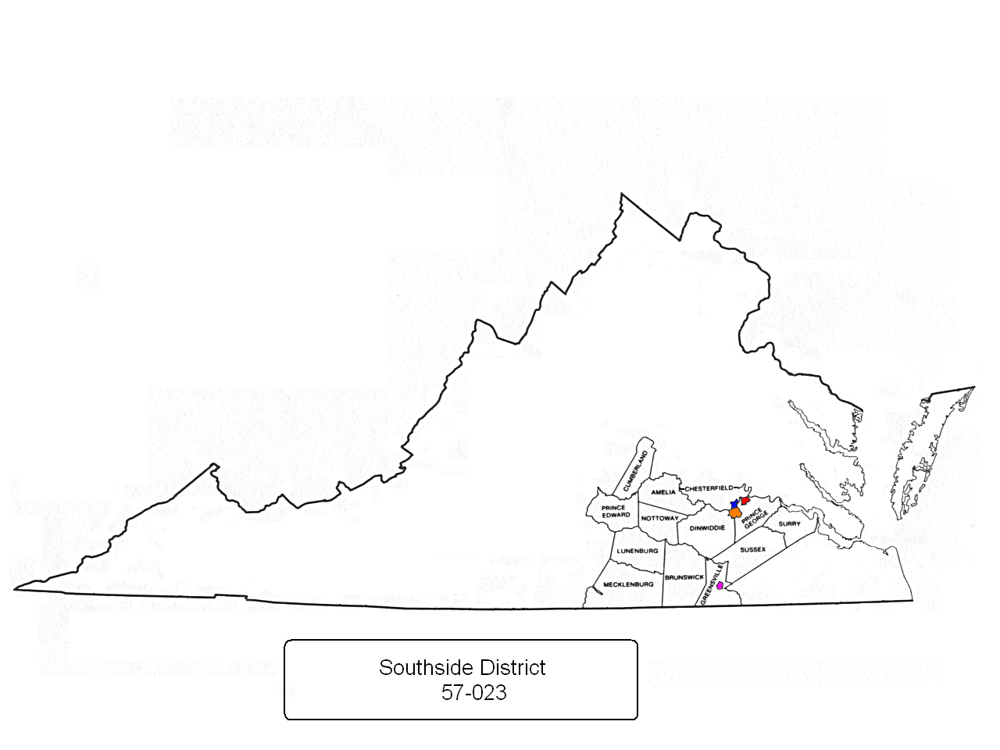 CUMBERLAND
AMELIA
CHESTERFIELD
PRINCE
EDWARD
NOTTOWAY
DINWIDDIE
PRINCE
GEORGE
SURRY
LUNENBURG
SUSSEX
MECKLENBURG
BRUNSWICK
GREENSVILLE
Southside District
57-023